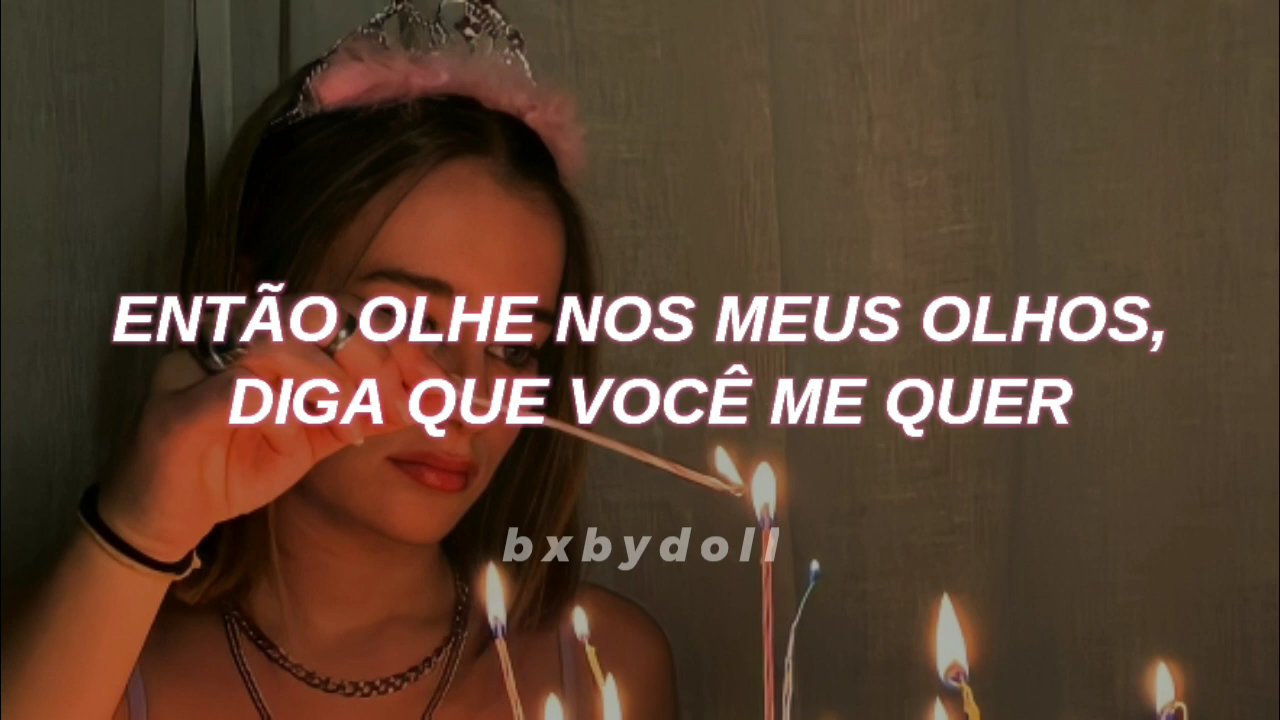 ENTÃO OLHE NOS MEUS OLHOS,
DIGA QUE VOCÊ ME QUER
bxbydoll